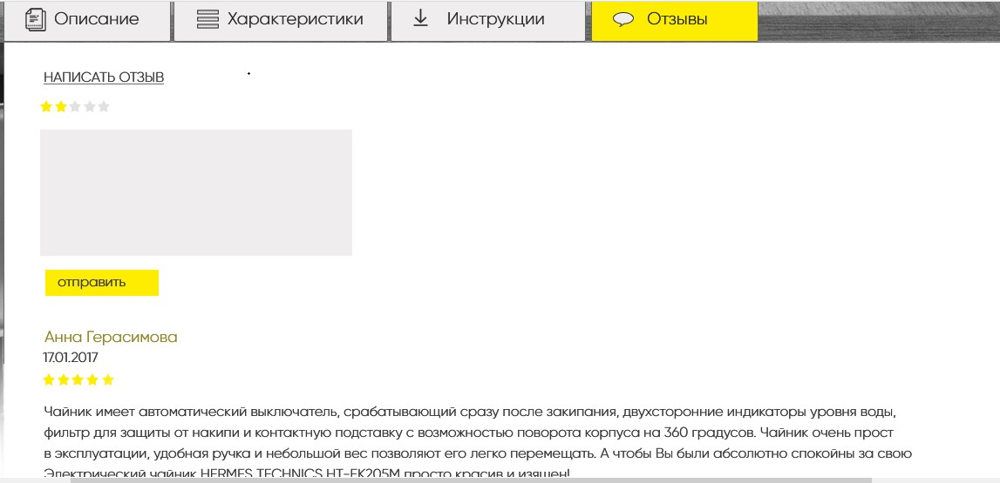 Описание
Характеристики
Инструкции
Отзывы
НАПИСАТЬ ОТЗЫВ
отправить
Анна Герасимова
17.01.2017
Чайник имеет автоматический выключатель, срабатывающий сразу после закипания, двухсторонние индикаторы уровня воды,
фильтр для защиты от накипи и контактную подставку с возможностью поворота корпуса на 360 градусов. Чайник очень прост
в эксплуатации, удобная ручка и небольшой вес позволяют его легко перемещать. А чтобы Вы были абсолютно спокойны за свою
Электрический чайник HERMES TECHNICS HT-EK205M просто красив и изящен!